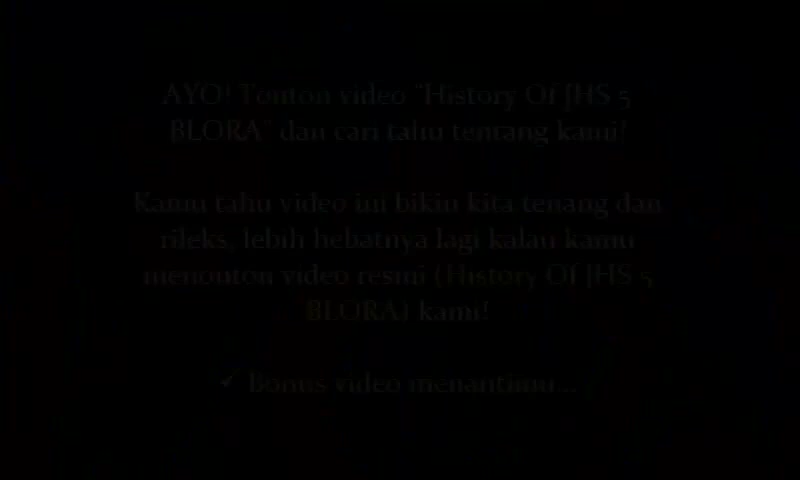 AYO! Tonton video "History Of JHS 5
BLORA" dan cari tahu tentang kami!
Kamu tahu video ini bikin kita tenang dan
rileks, lebih hebatnya lagi kalau kamu
menonton video resmi (History Of JHS 5
BLORA) kami!
✓ Bonus video menantimu...